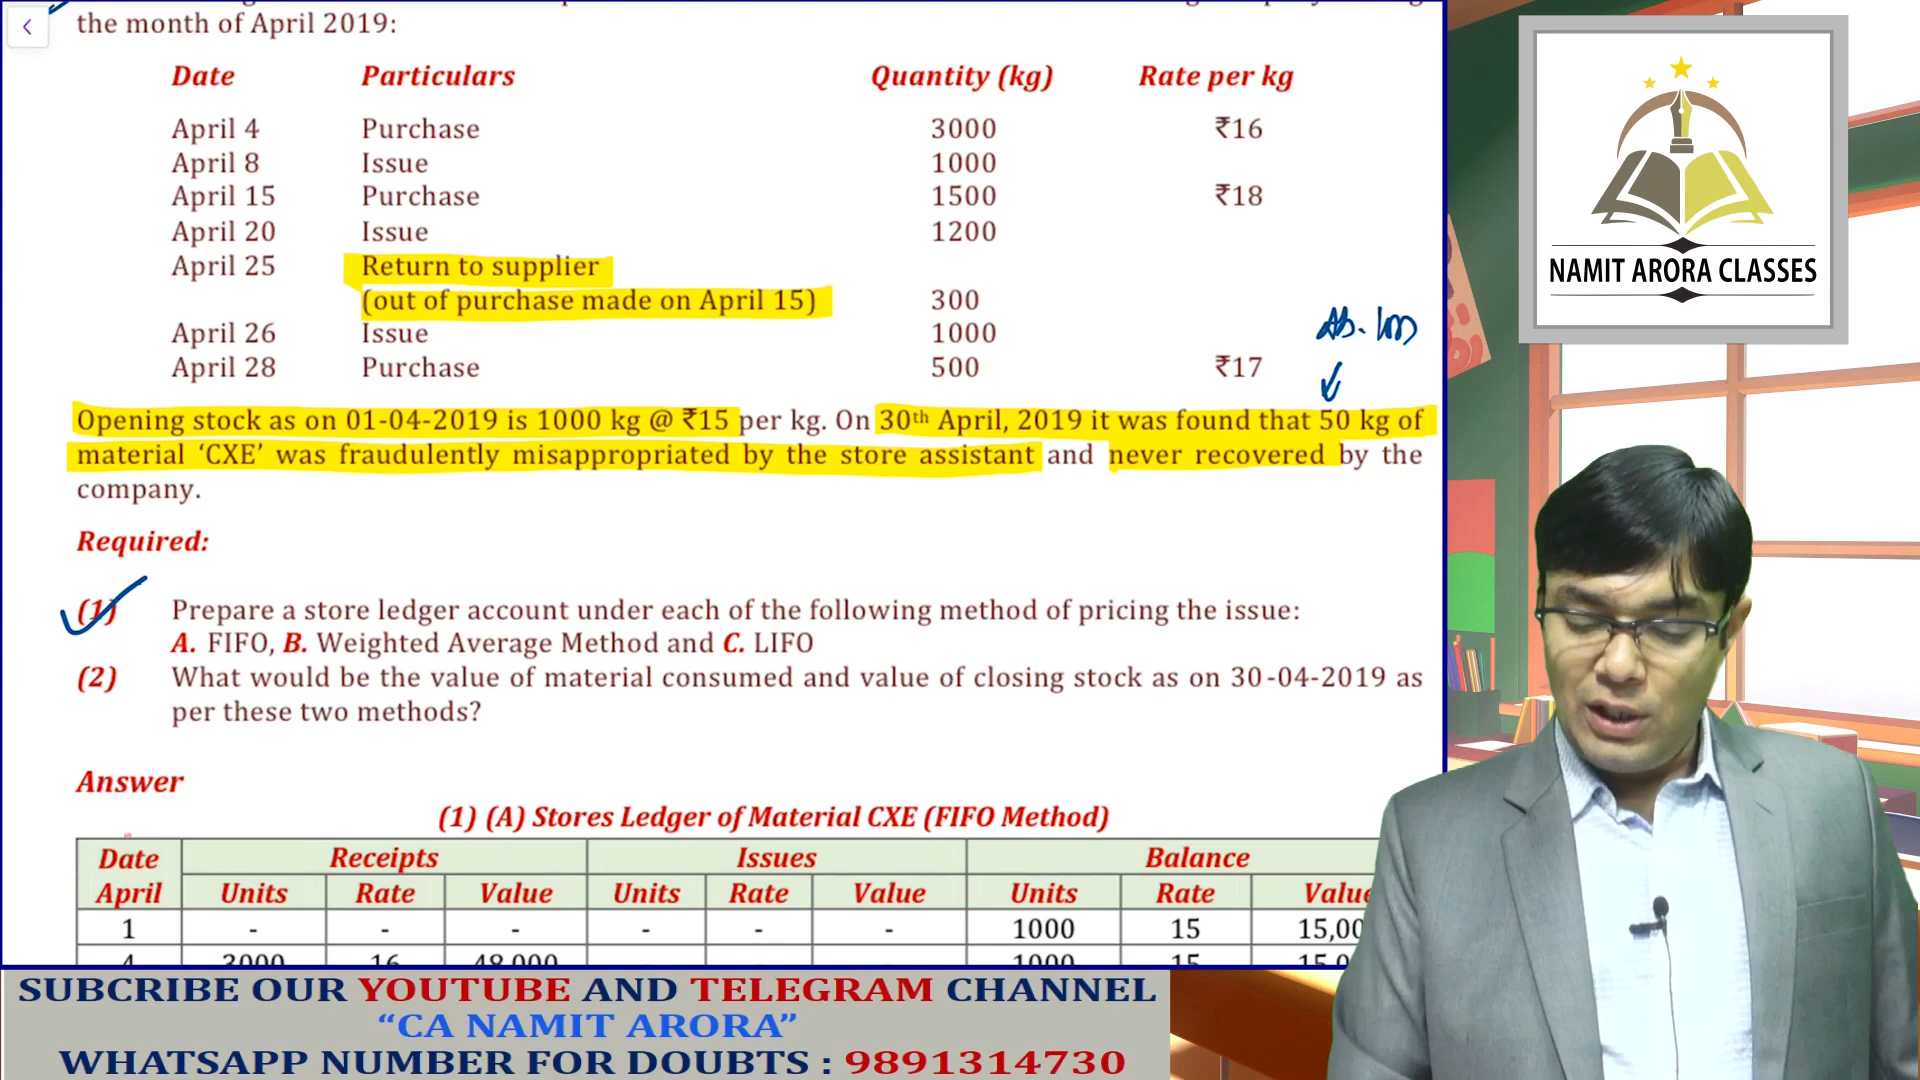 the month of April 2019:
Date Particulars Quantity (kg) Rate per kg
April 4 Purchase 3000 ₹16
April 8 Issue 1000
April 15 Purchase 1500 ₹18
April 20 Issue 1200
April 25 Return to supplier
(out of purchase made on April 15) 300
April 26 Issue 1000
April 28 Purchase 500 ₹17
Opening stock as on 01-04-2019 is 1000 kg @ ₹15 per kg. On 30th April, 2019 it was found that 50 kg of
material ‘CXE’ was fraudulently misappropriated by the store assistant and never recovered by the
company.
Required:
(1) Prepare a store ledger account under each of the following method of pricing the issue:
A. FIFO, B. Weighted Average Method and C. LIFO
(2) What would be the value of material consumed and value of closing stock as on 30-04-2019 as
per these two methods?
Answer
(1) (A) Stores Ledger of Material CXE (FIFO Method)
Date Receipts Issues Balance
April Units Rate Value Units Rate Value Units Rate Value
1 - - - - - - 1000 15 15,00
4 3000 16 48,000 1000 15 15,0
NAMIT ARORA CLASSES
SUBCRIBE OUR YOUTUBE AND TELEGRAM CHANNEL
“CA NAMIT ARORA”
WHATSAPP NUMBER FOR DOUBTS : 9891314730